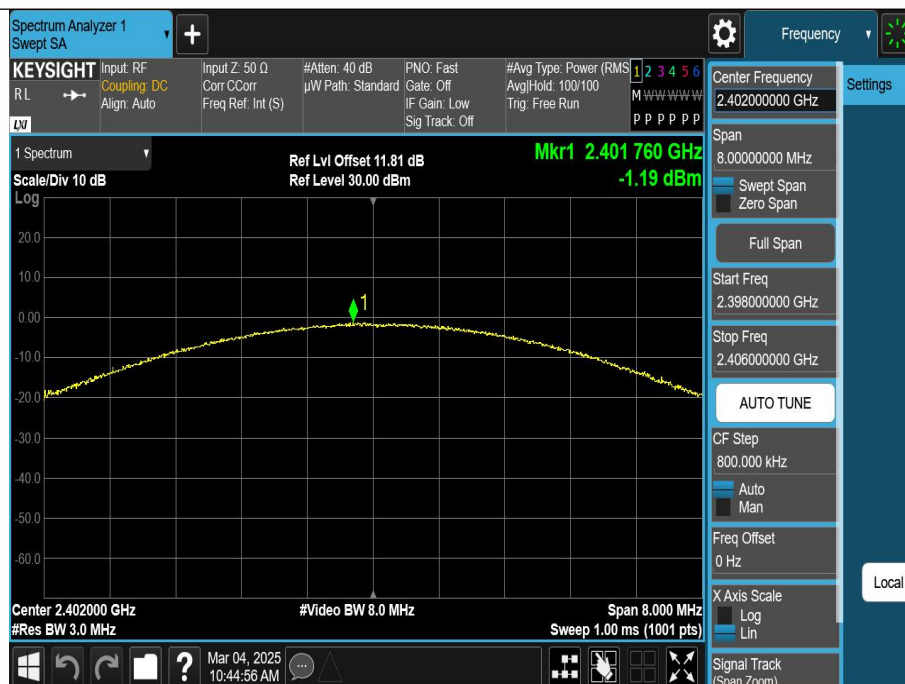 Spectrum Analyzer 1
Swept SA
Frequency
KEYSIGHT
RL
LXI
Input: RF
Coupling: DC
Align: Auto
Input Z: 50 Ω
Corr CCorr
Freq Ref: Int (S)
#Atten: 40 dB
µW Path: Standard
PNO: Fast
Gate: Off
IF Gain: Low
Sig Track: Off
#Avg Type: Power (RMS
Avg|Hold: 100/100
Trig: Free Run
1 2 3 4 5 6
M W W W W W
P P P P P P
Center Frequency
2.402000000 GHz
Settings
Span
8.00000000 MHz
Swept Span
Zero Span
Full Span
Start Freq
2.398000000 GHz
Stop Freq
2.406000000 GHz
AUTO TUNE
CF Step
800.000 kHz
Auto
Man
Freq Offset
0 Hz
X Axis Scale
Log
Lin
Signal Track
(Span Zoom)
Local
1 Spectrum
Scale/Div 10 dB
Log
Ref Lvl Offset 11.81 dB
Ref Level 30.00 dBm
Mkr1 2.401 760 GHz
-1.19 dBm
20.0
10.0
0.00
-10.0
-20.0
-30.0
-40.0
-50.0
-60.0
1
Center 2.402000 GHz
#Res BW 3.0 MHz
#Video BW 8.0 MHz
Span 8.000 MHz
Sweep 1.00 ms (1001 pts)
?
Mar 04, 2025
10:44:56 AM